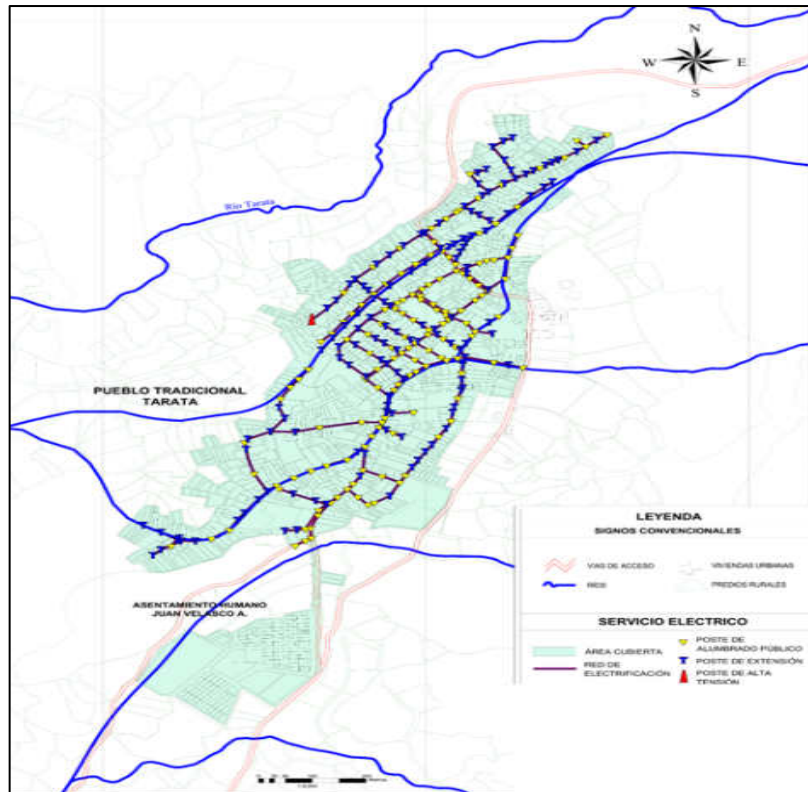 N
W E
S
Río Tarata
PUEBLO TRADICIONAL
TARATA
ASENTAMIENTO HUMANO
JUAN VELASCO A.
LEYENDA
SIGNOS CONVENCIONALES
VIAS DE ACCESO
VIVIENDAS URBANAS
RIOS
PREDIOS RURALES
SERVICIO ELECTRICO
ÁREA CUBIERTA
RED DE
ELECTRIFICACIÓN
POSTE DE
ALUMBRADO PÚBLICO
POSTE DE EXTENSIÓN
POSTE DE ALTA
TENSIÓN